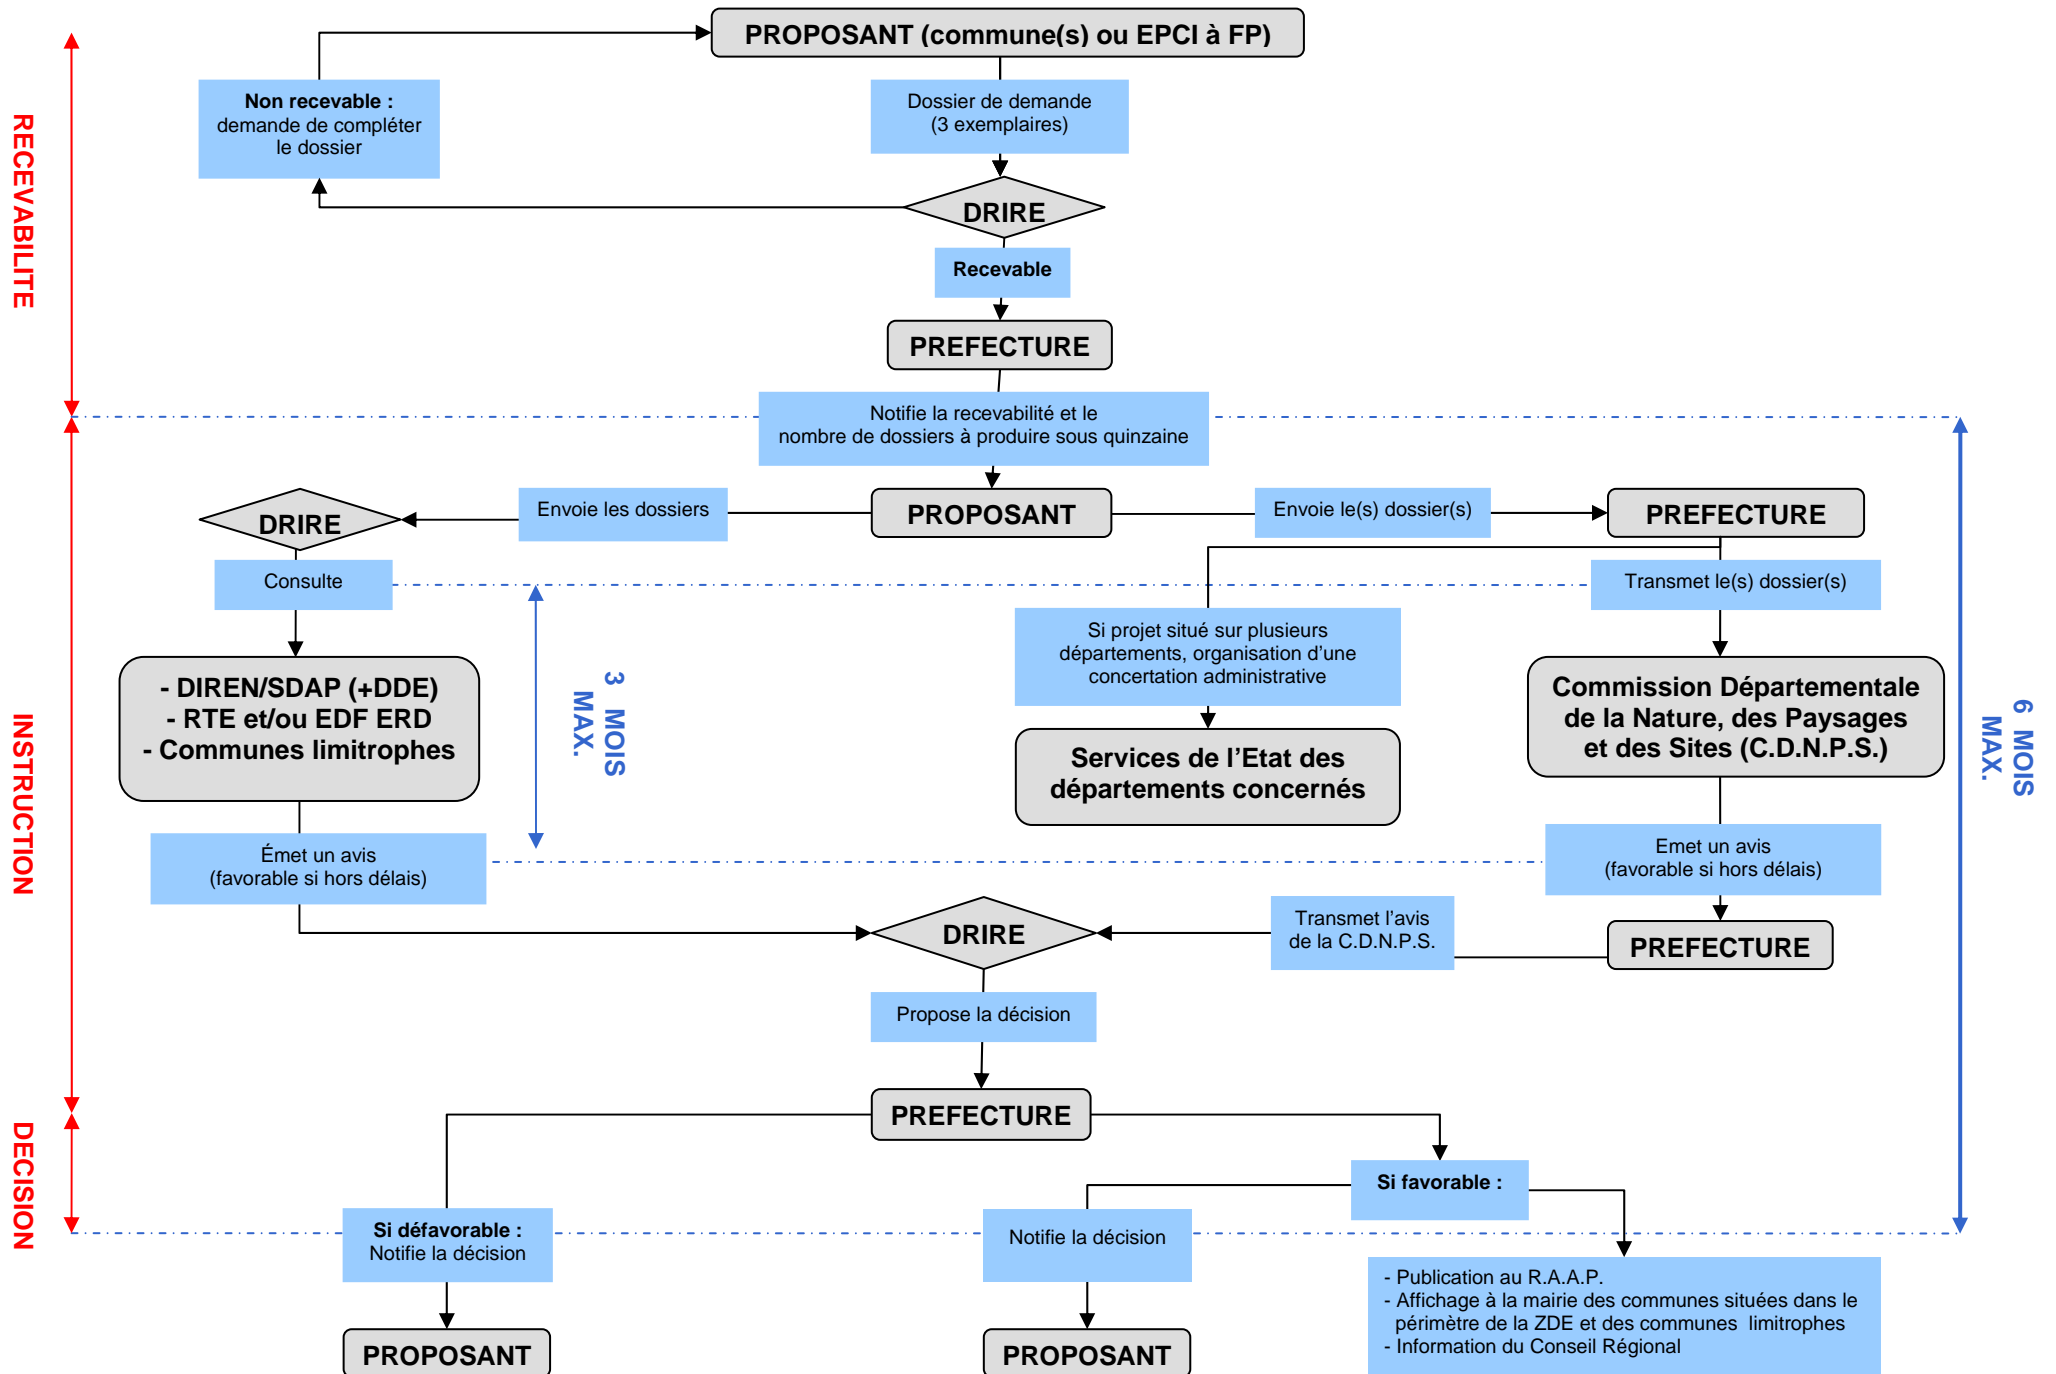 PROPOSANT (commune(s) ou EPCI à FP)
Non recevable :
demande de compléter
le dossier
Dossier de demande
(3 exemplaires)
RECEVABILITE
DRIRE
Recevable
PREFECTURE
Notifie la recevabilité et le
nombre de dossiers à produire sous quinzaine
DRIRE
Envoie les dossiers
PROPOSANT
Envoie le(s) dossier(s)
PREFECTURE
Consulte
Transmet le(s) dossier(s)
Si projet situé sur plusieurs
départements, organisation d’une
concertation administrative
- DIREN/SDAP (+DDE)
- RTE et/ou EDF ERD
- Communes limitrophes
3 MOIS
MAX.
Services de l’Etat des
départements concernés
Commission Départementale
de la Nature, des Paysages
et des Sites (C.D.N.P.S.)
6 MOIS
MAX.
INSTRUCTION
Émet un avis
(favorable si hors délais)
Emet un avis
(favorable si hors délais)
DRIRE
Transmet l’avis
de la C.D.N.P.S.
PREFECTURE
Propose la décision
PREFECTURE
DECISION
Si favorable :
Si défavorable :
Notifie la décision
Notifie la décision
- Publication au R.A.A.P.
- Affichage à la mairie des communes situées dans le
périmètre de la ZDE et des communes limitrophes
- Information du Conseil Régional
PROPOSANT
PROPOSANT